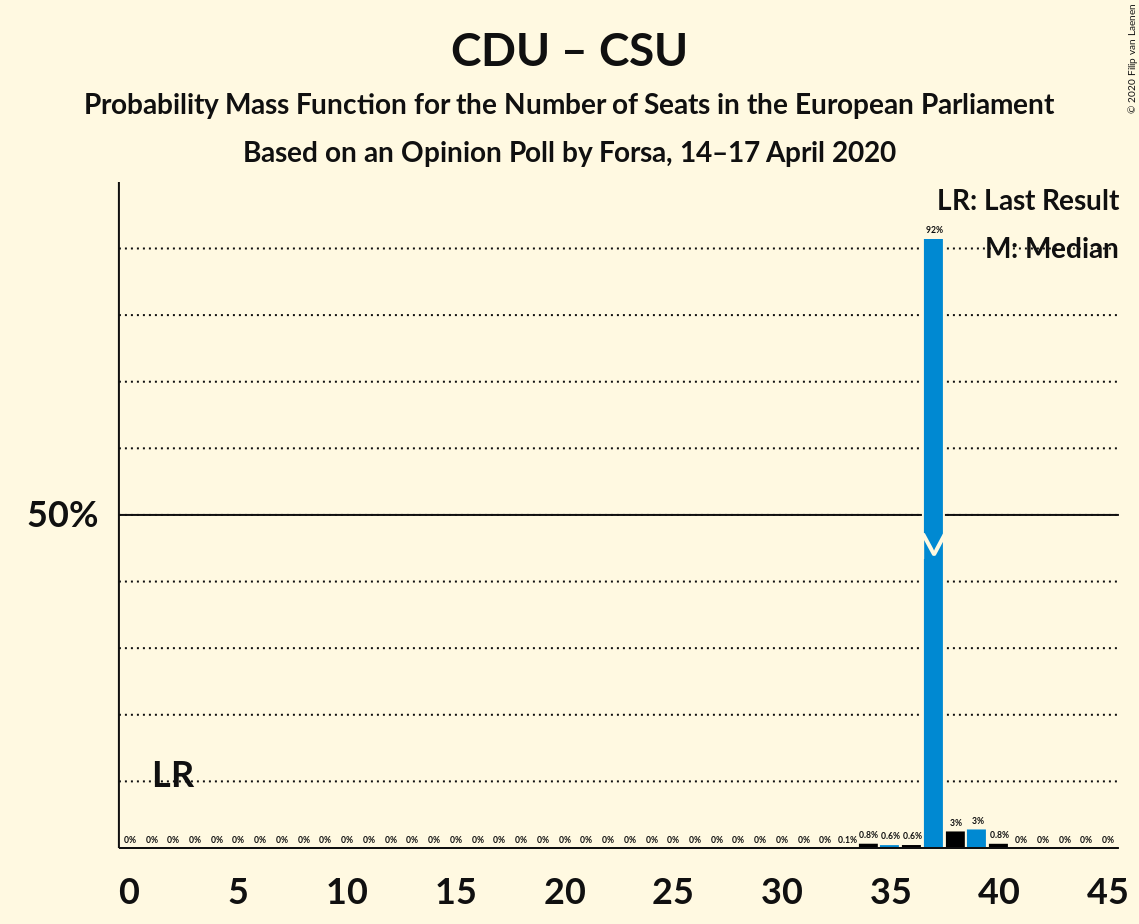 CDU – CSU
Probability Mass Function for the Number of Seats in the European Parliament
Based on an Opinion Poll by Forsa, 14–17 April 2020
© 2020 Filip van Laenen
LR: Last Result
M: Median
92%
50%
M
LR
0% 0% 0% 0% 0% 0% 0% 0% 0% 0% 0% 0% 0% 0% 0% 0% 0% 0% 0% 0% 0% 0% 0% 0% 0% 0% 0% 0% 0% 0% 0% 0% 0% 0.1% 0.8% 0.6% 0.6% 3% 3% 0.8% 0% 0% 0% 0% 0%
0 5 10 15 20 25 30 35 40 45